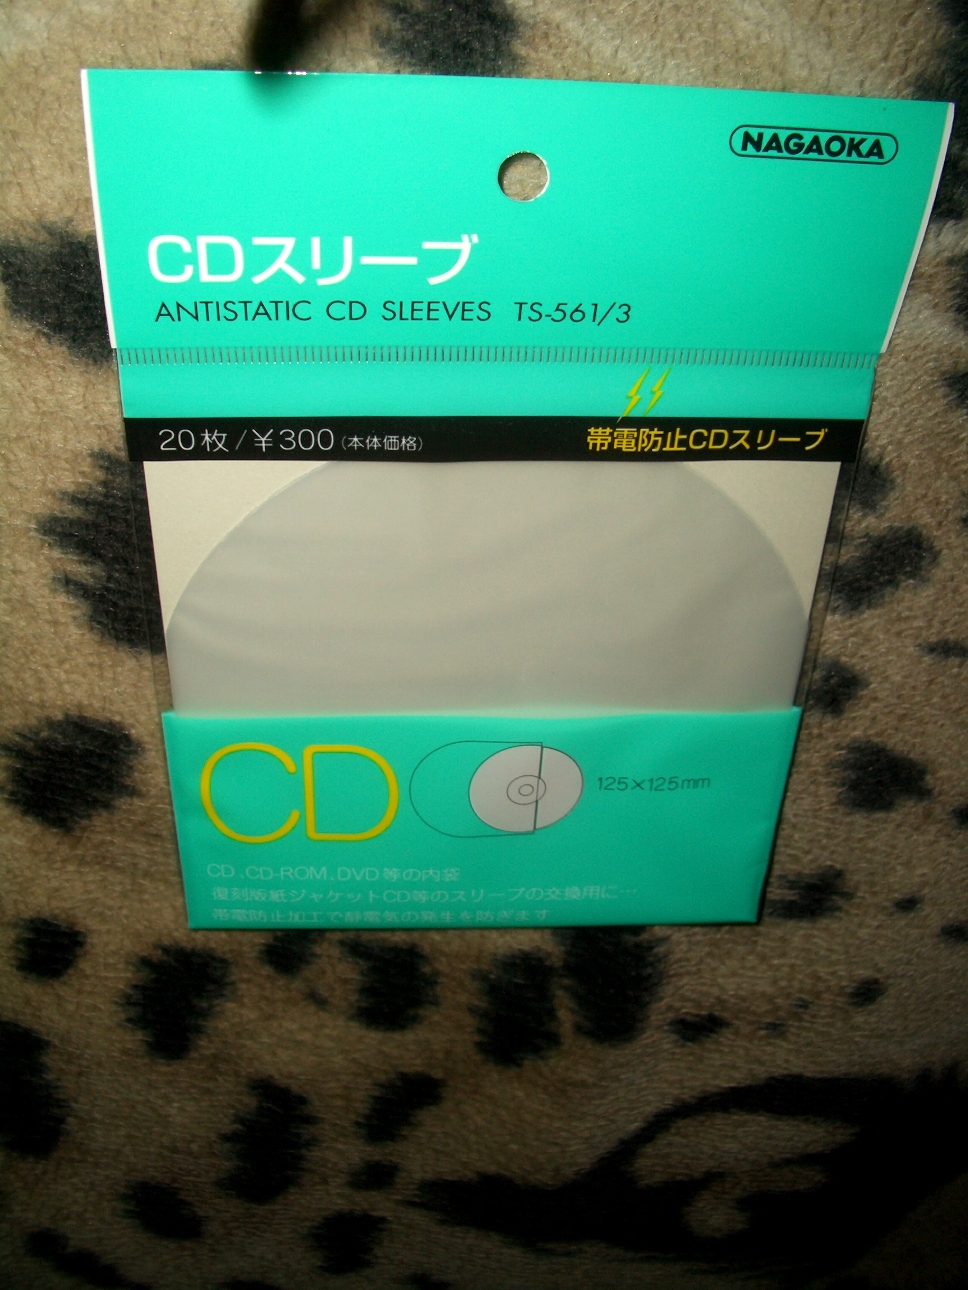 NAGAOKA
CDスリーブ
ANTISTATIC CD SLEEVES TS-561/3
20枚/￥300(本体価格)
帯電防止CDスリーブ
CD
125×125mm
CD、CD-ROM、DVD等の内袋
復刻版紙ジャケットCD等のスリーブの交換用に…
帯電防止加工で静電気の発生を防ぎます